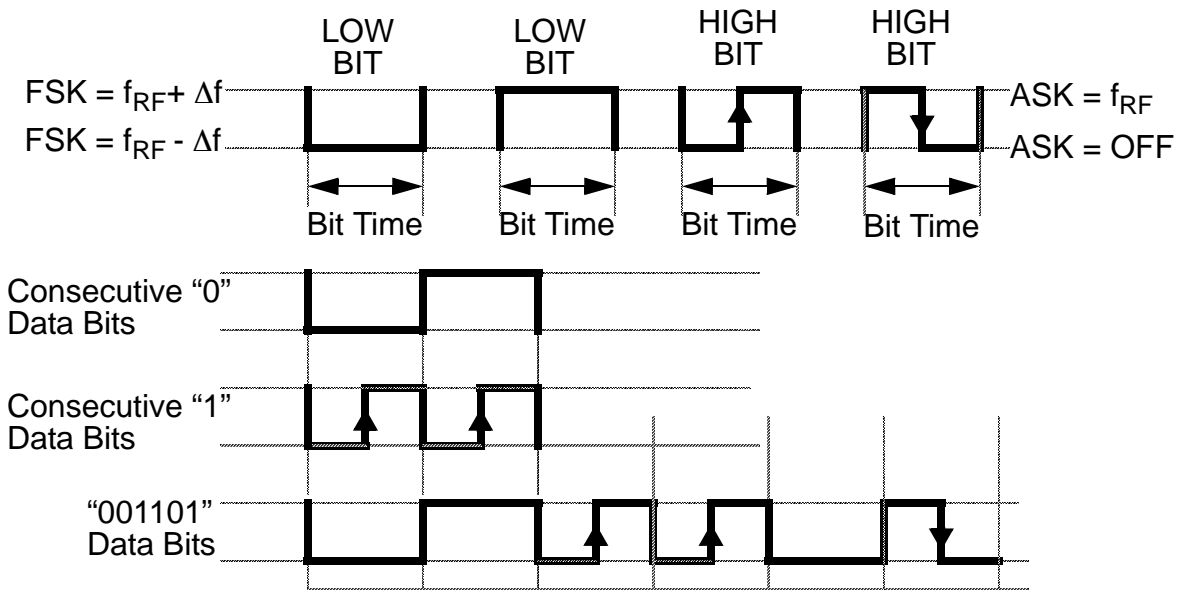 LOW
BIT
LOW
BIT
HIGH
BIT
HIGH
BIT
FSK = fRF+ Δf
FSK = fRF - Δf
ASK = fRF
ASK = OFF
Bit Time
Bit Time
Bit Time
Bit Time
Consecutive “0”
Data Bits
Consecutive “1”
Data Bits
“001101”
Data Bits